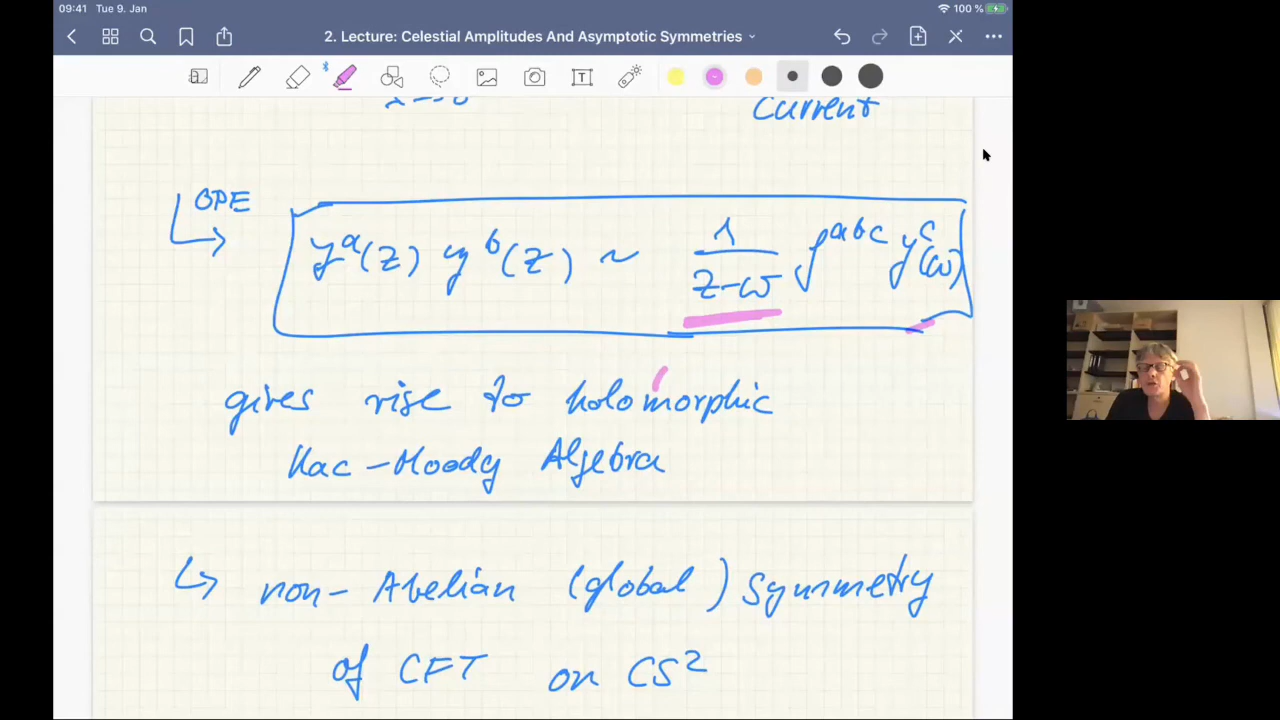 09:41 Tue 9. Jan
100 %
2. Lecture: Celestial Amplitudes And Asymptotic Symmetries
Current
OPE
y^a(z) y^b(z) ~ 1/(z-ω) f^{abc} y^c(ω)
gives rise to holomorphic
Kac-Moody Algebra
↳ non-Abelian (global) symmetry
of CFT on CS²